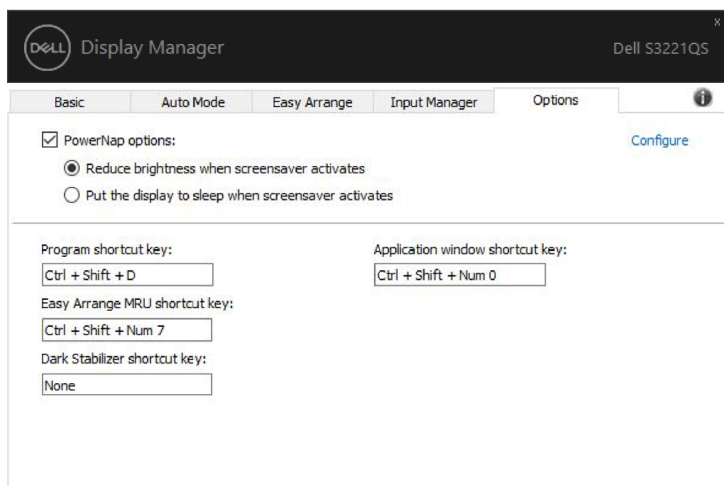 DELL Display Manager
Dell S3221QS
x
Basic Auto Mode Easy Arrange Input Manager Options
PowerNap options:
Configure
Reduce brightness when screensaver activates
Put the display to sleep when screensaver activates
Program shortcut key:
Application window shortcut key:
Ctrl + Shift + D
Ctrl + Shift + Num 0
Easy Arrange MRU shortcut key:
Ctrl + Shift + Num 7
Dark Stabilizer shortcut key:
None